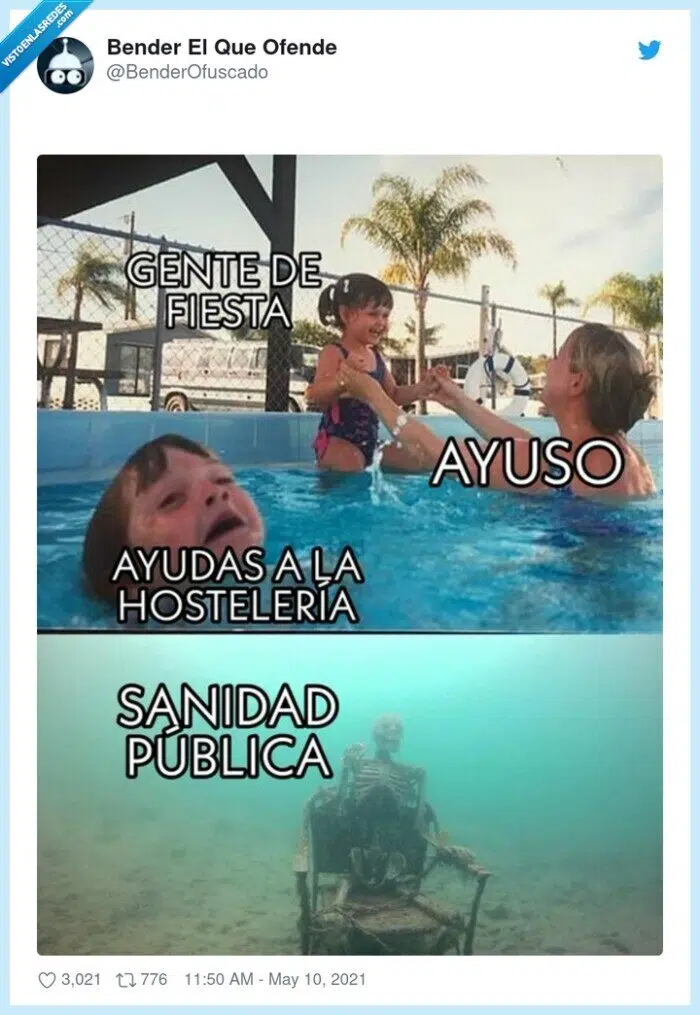 VISTOENLASREDES
.com
Bender El Que Ofende
@BenderOfuscado
GENTE DE
FIESTA
AYUSO
AYUDAS A LA
HOSTELERÍA
SANIDAD
PÚBLICA
3,021 776 11:50 AM - May 10, 2021